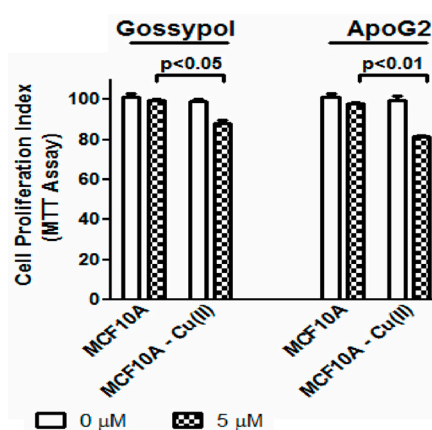 Gossypol ApoG2
p<0.05 p<0.01
Cell Proliferation Index
(MTT Assay)
100
80
60
40
20
0
MCF10A
MCF10A - Cu(II)
MCF10A
MCF10A - Cu(II)
0 μM 5 μM